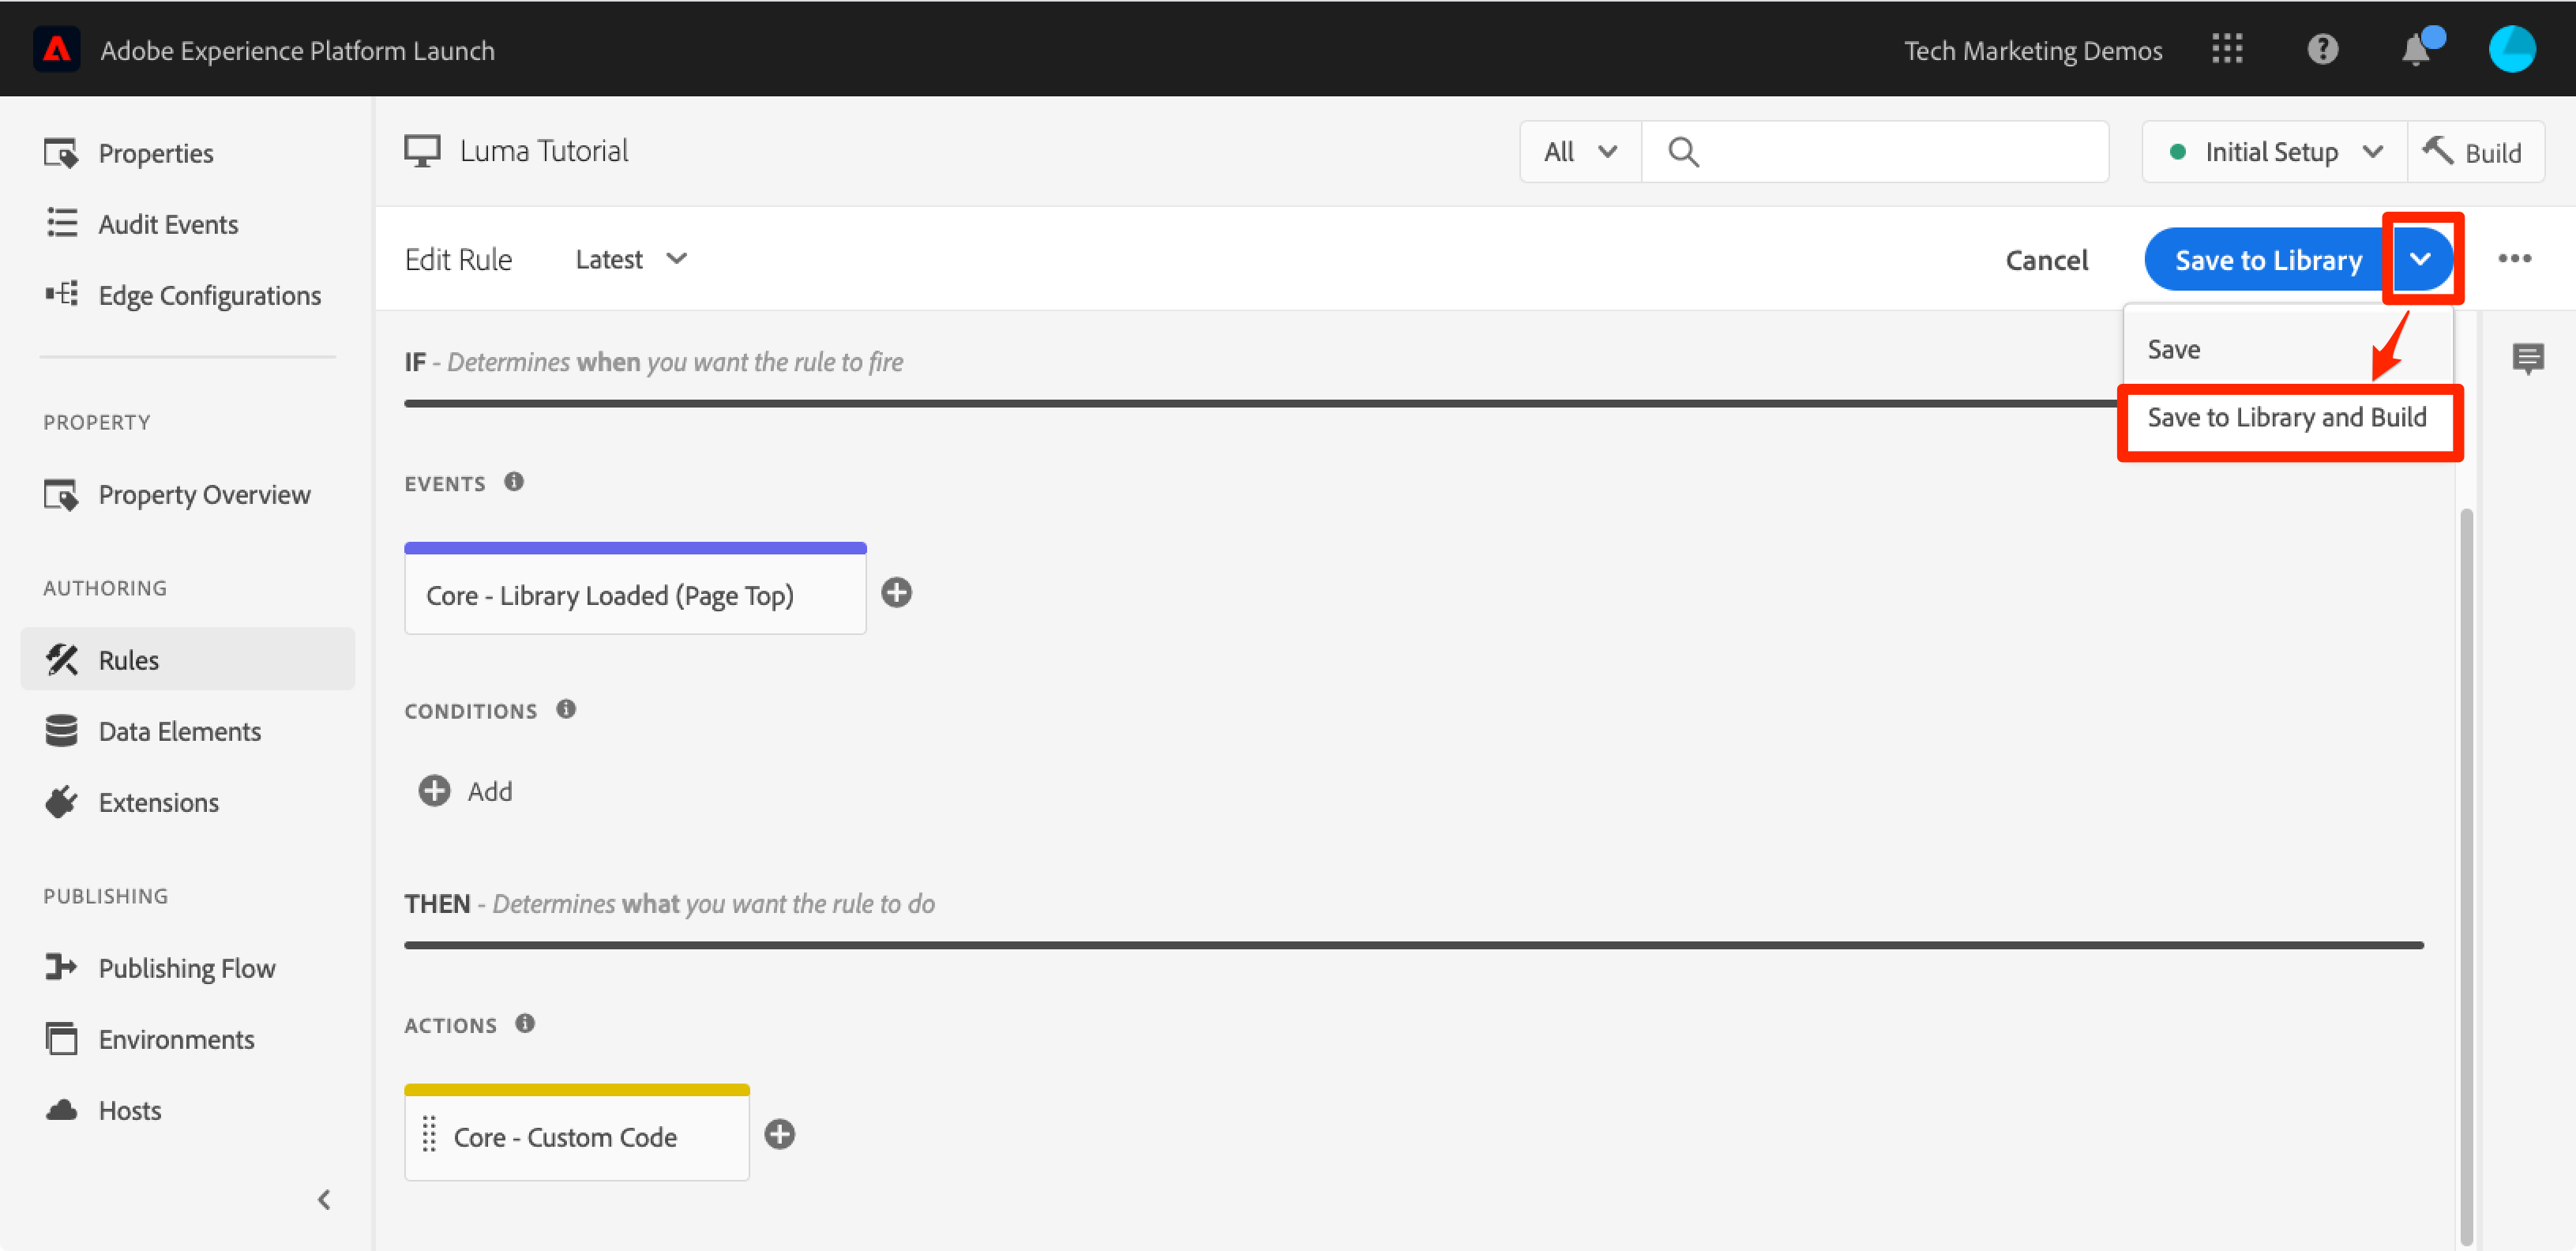 Adobe Experience Platform Launch
Tech Marketing Demos
Properties
Audit Events
Edge Configurations
PROPERTY
Property Overview
AUTHORING
Rules
Data Elements
Extensions
PUBLISHING
Publishing Flow
Environments
Hosts
Luma Tutorial
All
Initial Setup
Build
Edit Rule
Latest
Cancel
Save to Library
Save
Save to Library and Build
IF - Determines when you want the rule to fire
EVENTS
Core - Library Loaded (Page Top)
CONDITIONS
Add
THEN - Determines what you want the rule to do
ACTIONS
Core - Custom Code